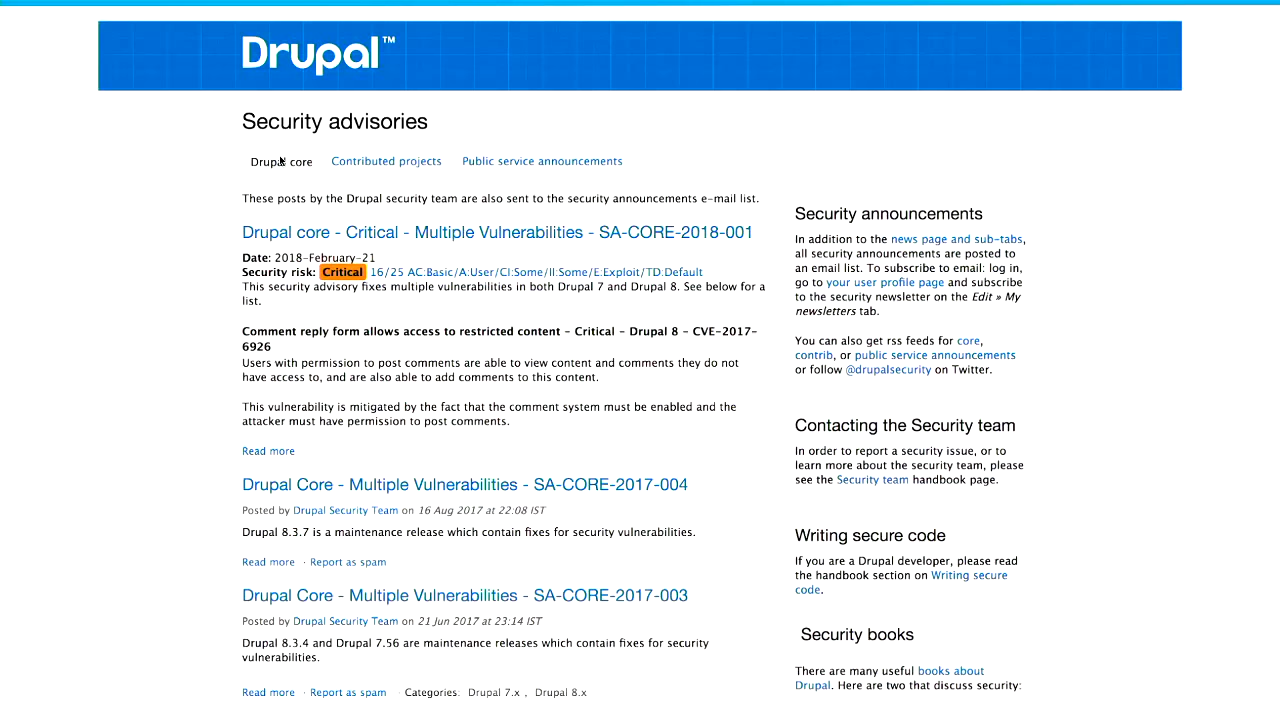 Drupal™
Security advisories
Drupal core Contributed projects Public service announcements
These posts by the Drupal security team are also sent to the security announcements e-mail list.
Drupal core - Critical - Multiple Vulnerabilities - SA-CORE-2018-001
Date: 2018-February-21
Security risk: Critical 16/25 AC:Basic/A:User/CI:Some/II:Some/E:Exploit/TD:Default
This security advisory fixes multiple vulnerabilities in both Drupal 7 and Drupal 8. See below for a
list.
Comment reply form allows access to restricted content - Critical - Drupal 8 - CVE-2017-
6926
Users with permission to post comments are able to view content and comments they do not
have access to, and are also able to add comments to this content.
This vulnerability is mitigated by the fact that the comment system must be enabled and the
attacker must have permission to post comments.
Read more
Drupal Core - Multiple Vulnerabilities - SA-CORE-2017-004
Posted by Drupal Security Team on 16 Aug 2017 at 22:08 IST
Drupal 8.3.7 is a maintenance release which contain fixes for security vulnerabilities.
Read more · Report as spam
Drupal Core - Multiple Vulnerabilities - SA-CORE-2017-003
Posted by Drupal Security Team on 21 Jun 2017 at 23:14 IST
Drupal 8.3.4 and Drupal 7.56 are maintenance releases which contain fixes for security
vulnerabilities.
Read more · Report as spam · Categories: Drupal 7.x , Drupal 8.x
Security announcements
In addition to the news page and sub-tabs,
all security announcements are posted to
an email list. To subscribe to email: log in,
go to your user profile page and subscribe
to the security newsletter on the Edit » My
newsletters tab.
You can also get rss feeds for core,
contrib, or public service announcements
or follow @drupalsecurity on Twitter.
Contacting the Security team
In order to report a security issue, or to
learn more about the security team, please
see the Security team handbook page.
Writing secure code
If you are a Drupal developer, please read
the handbook section on Writing secure
code.
Security books
There are many useful books about
Drupal. Here are two that discuss security: